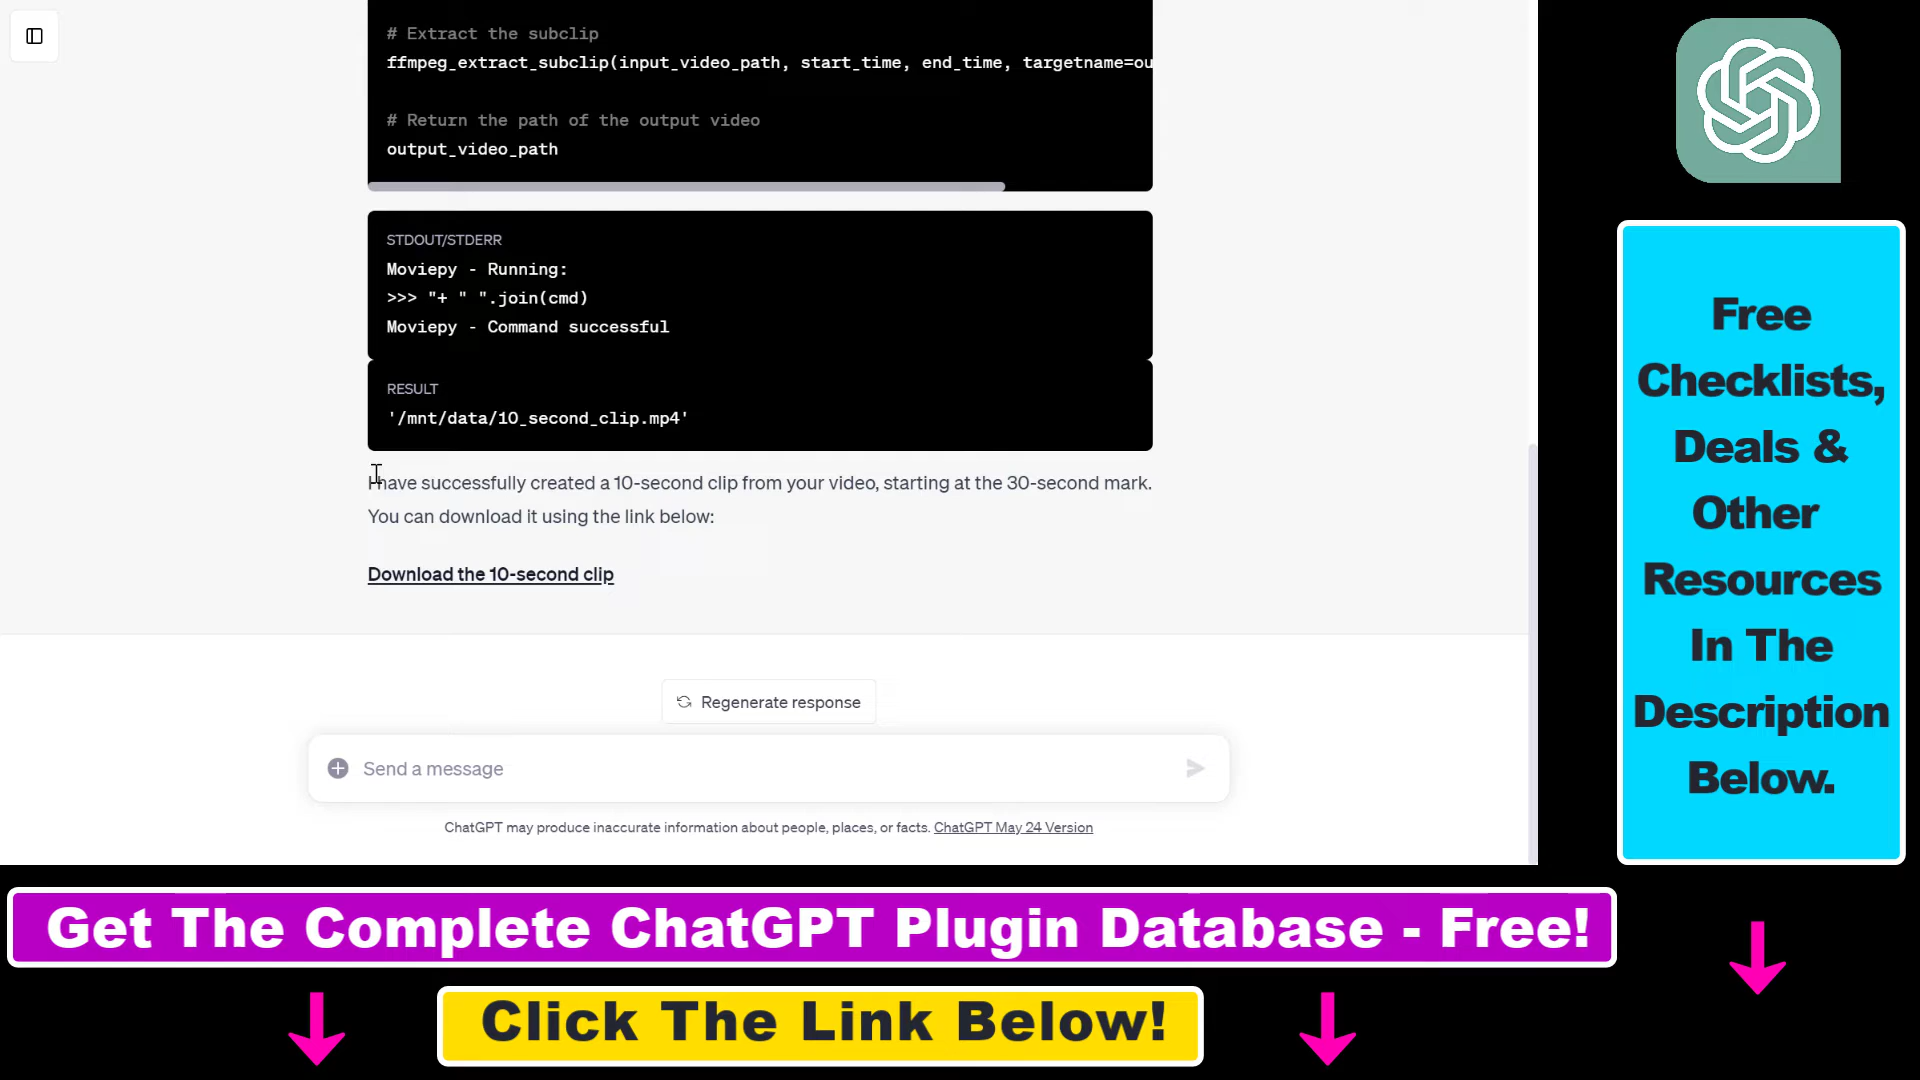 # Extract the subclip
ffmpeg_extract_subclip(input_video_path, start_time, end_time, targetname=ou
# Return the path of the output video
output_video_path
STDOUT/STDERR
Moviepy - Running:
>>> "+ " ".join(cmd)
Moviepy - Command successful
RESULT
'/mnt/data/10_second_clip.mp4'
I have successfully created a 10-second clip from your video, starting at the 30-second mark.
You can download it using the link below:
Download the 10-second clip
Regenerate response
Send a message
ChatGPT may produce inaccurate information about people, places, or facts. ChatGPT May 24 Version
Free
Checklists,
Deals &
Other
Resources
In The
Description
Below.
Get The Complete ChatGPT Plugin Database - Free!
Click The Link Below!